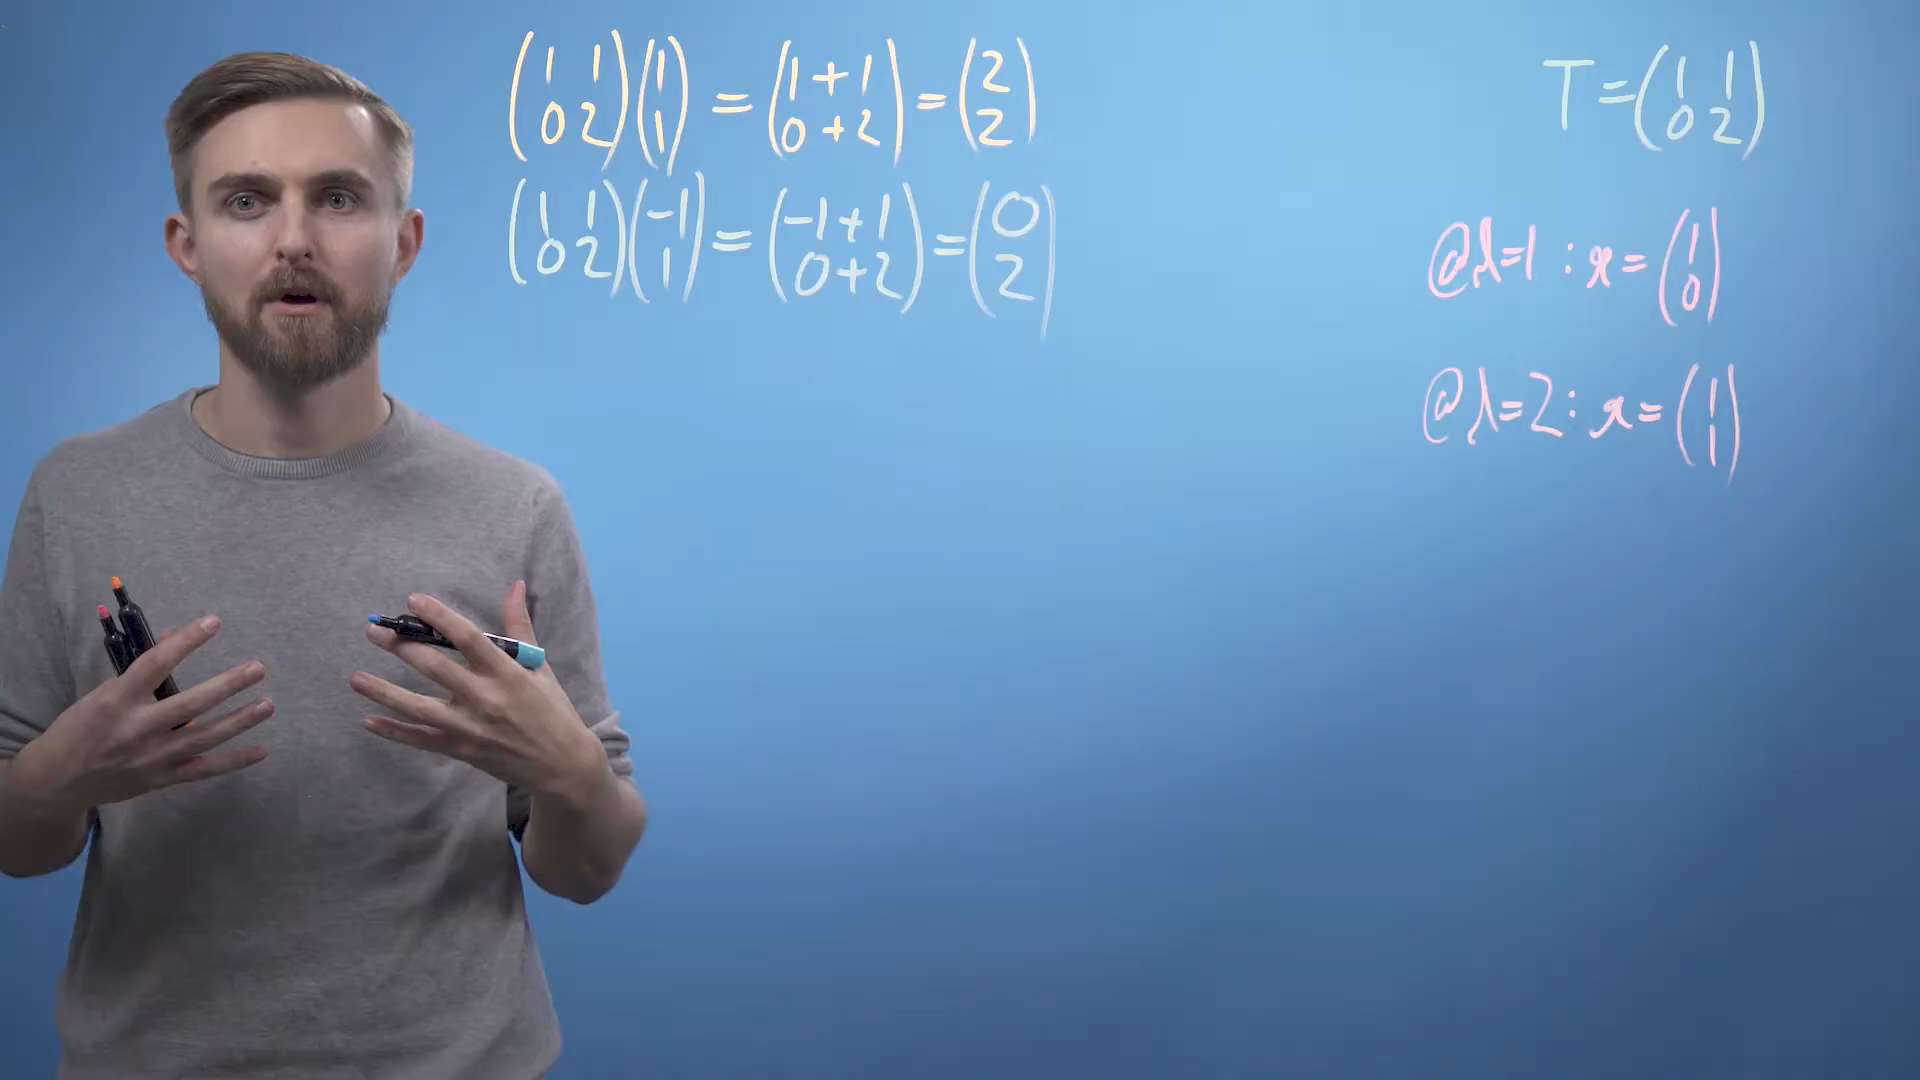 (1 1
0 2)(1
1) = (1 + 1
0 + 2) = (2
2)
(1 1
0 2)(-1
1) = (-1 + 1
0 + 2) = (0
2)
T = (1 1
0 2)
@ λ = 1 : x = (1
0)
@ λ = 2 : x = (1
1)